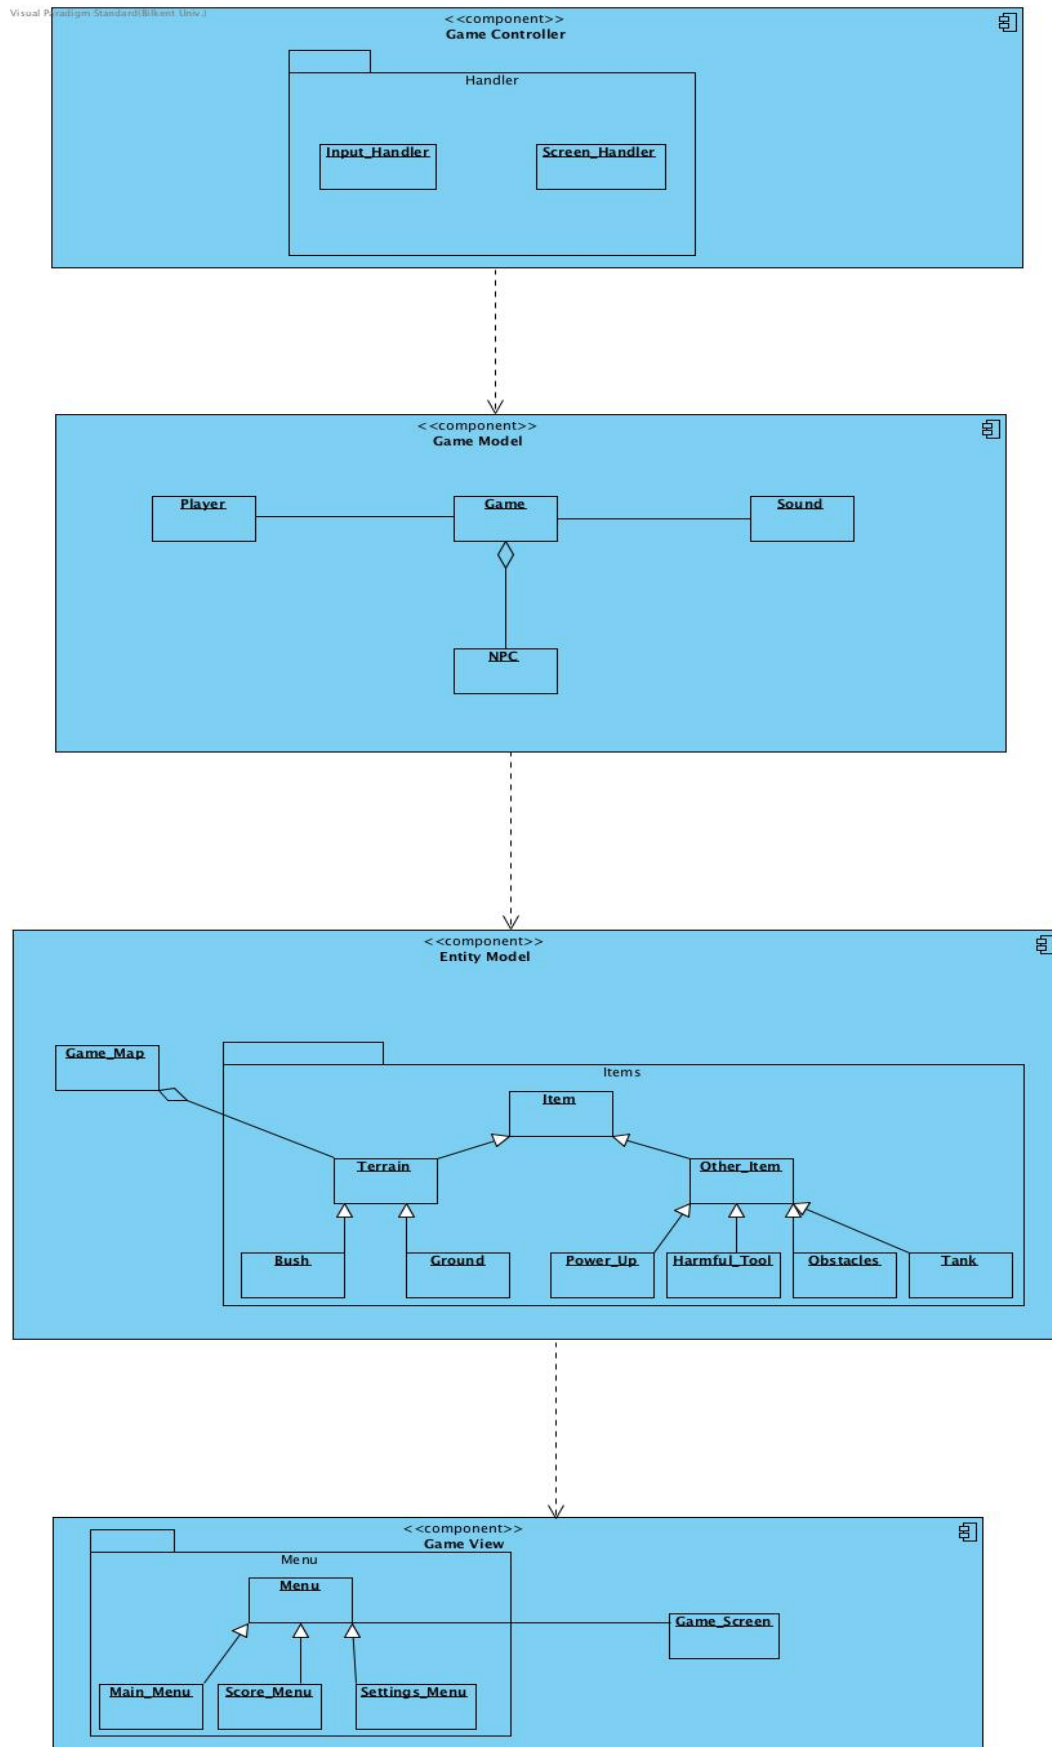 Visual Paradigm Standard(Bilkent Univ.)
<<component>>
Game Controller
Handler
Input_Handler
Screen_Handler
<<component>>
Game Model
Player
Game
Sound
NPC
<<component>>
Entity Model
Game_Map
Items
Item
Terrain
Other_Item
Bush
Ground
Power_Up
Harmful_Tool
Obstacles
Tank
<<component>>
Game View
Menu
Menu
Game_Screen
Main_Menu
Score_Menu
Settings_Menu